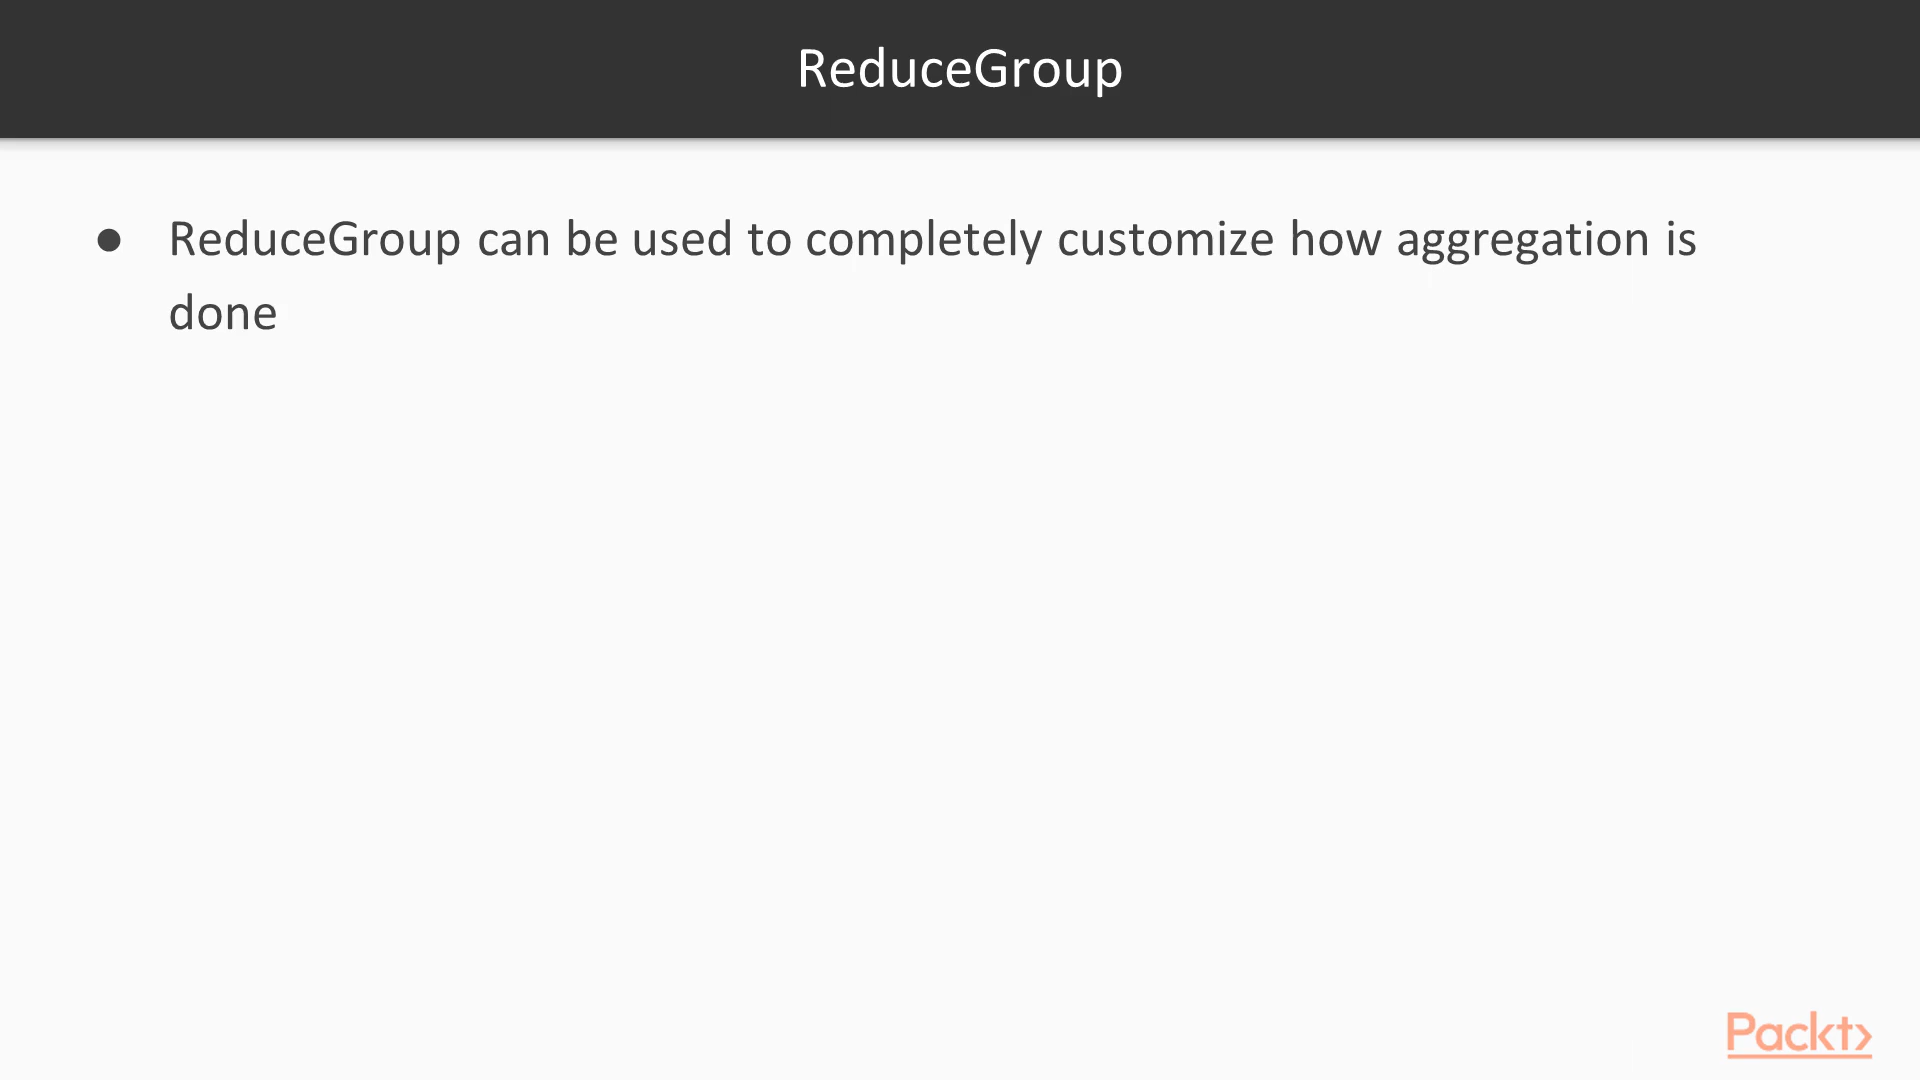 ReduceGroup
● ReduceGroup can be used to completely customize how aggregation is
done
Packt>